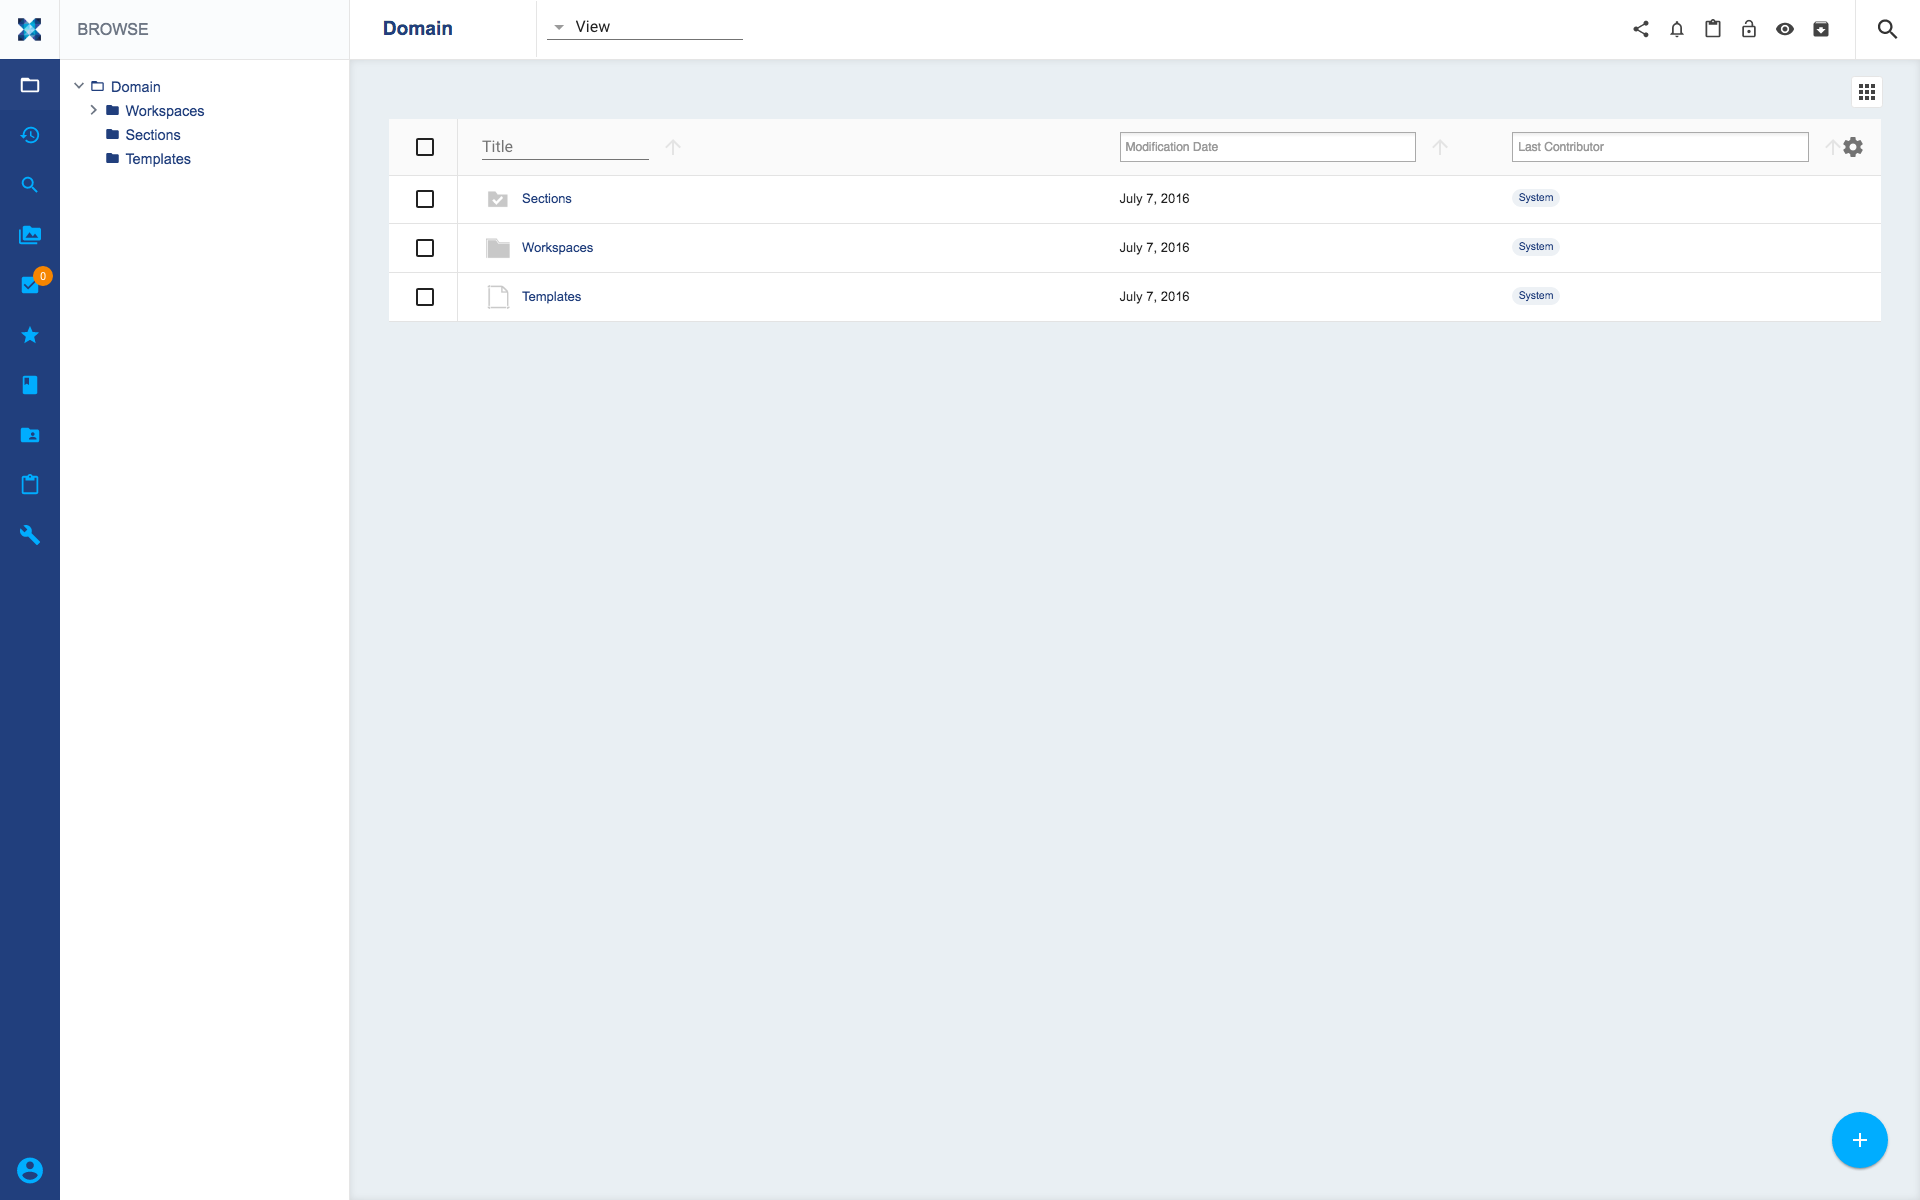 BROWSE
Domain
View
Domain
Workspaces
Sections
Templates
0
Title
Modification Date
Last Contributor
Sections
July 7, 2016
System
Workspaces
July 7, 2016
System
Templates
July 7, 2016
System